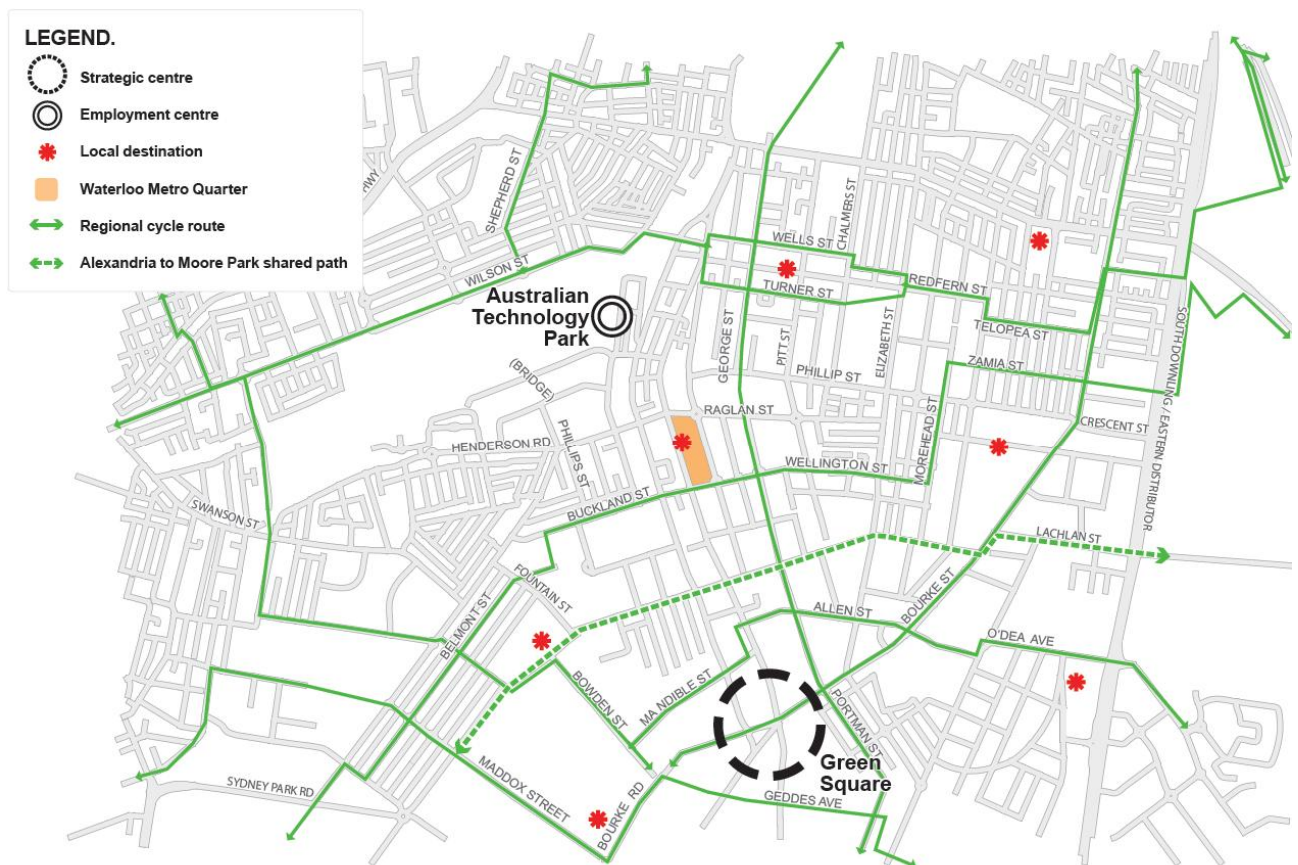 LEGEND.
Strategic centre
Employment centre
Local destination
Waterloo Metro Quarter
Regional cycle route
Alexandria to Moore Park shared path
HWY
SHEPHERD ST
WILSON ST
Australian
Technology
Park
WELLS ST
CHALMERS ST
TURNER ST
REDFERN ST
TELOPEA ST
GEORGE ST
PITT ST
ELIZABETH ST
ZAMIA ST
PHILLIP ST
(BRIDGE)
RAGLAN ST
MOREHEAD ST
CRESCENT ST
SOUTH DOWNLING / EASTERN DISTRIBUTOR
HENDERSON RD
PHILLIPS ST
WELLINGTON ST
BUCKLAND ST
SWANSON ST
LACHLAN ST
FOUNTAIN ST
BOURKE ST
ALLEN ST
BELMONT ST
O'DEA AVE
BOWDEN ST
MANDIBLE ST
PORTMAN ST
Green
Square
SYDNEY PARK RD
MADDOX STREET
BOURKE RD
GEDDES AVE